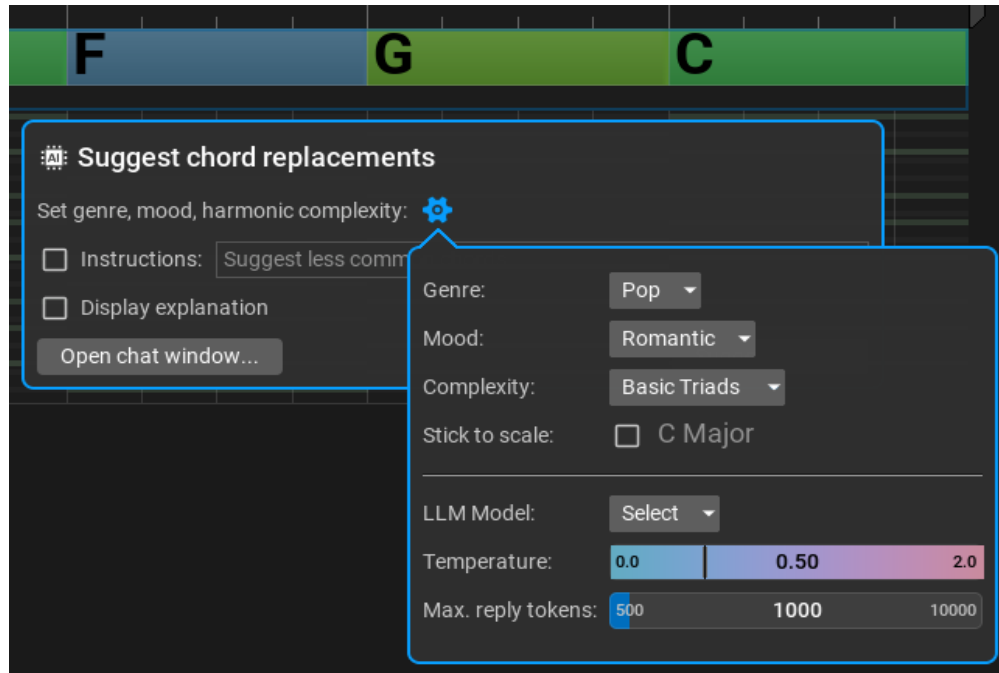 F G C
AI Suggest chord replacements
Set genre, mood, harmonic complexity:
Instructions: Suggest less comm
Display explanation
Open chat window...
Genre: Pop
Mood: Romantic
Complexity: Basic Triads
Stick to scale: C Major
LLM Model: Select
Temperature: 0.0 0.50 2.0
Max. reply tokens: 500 1000 10000